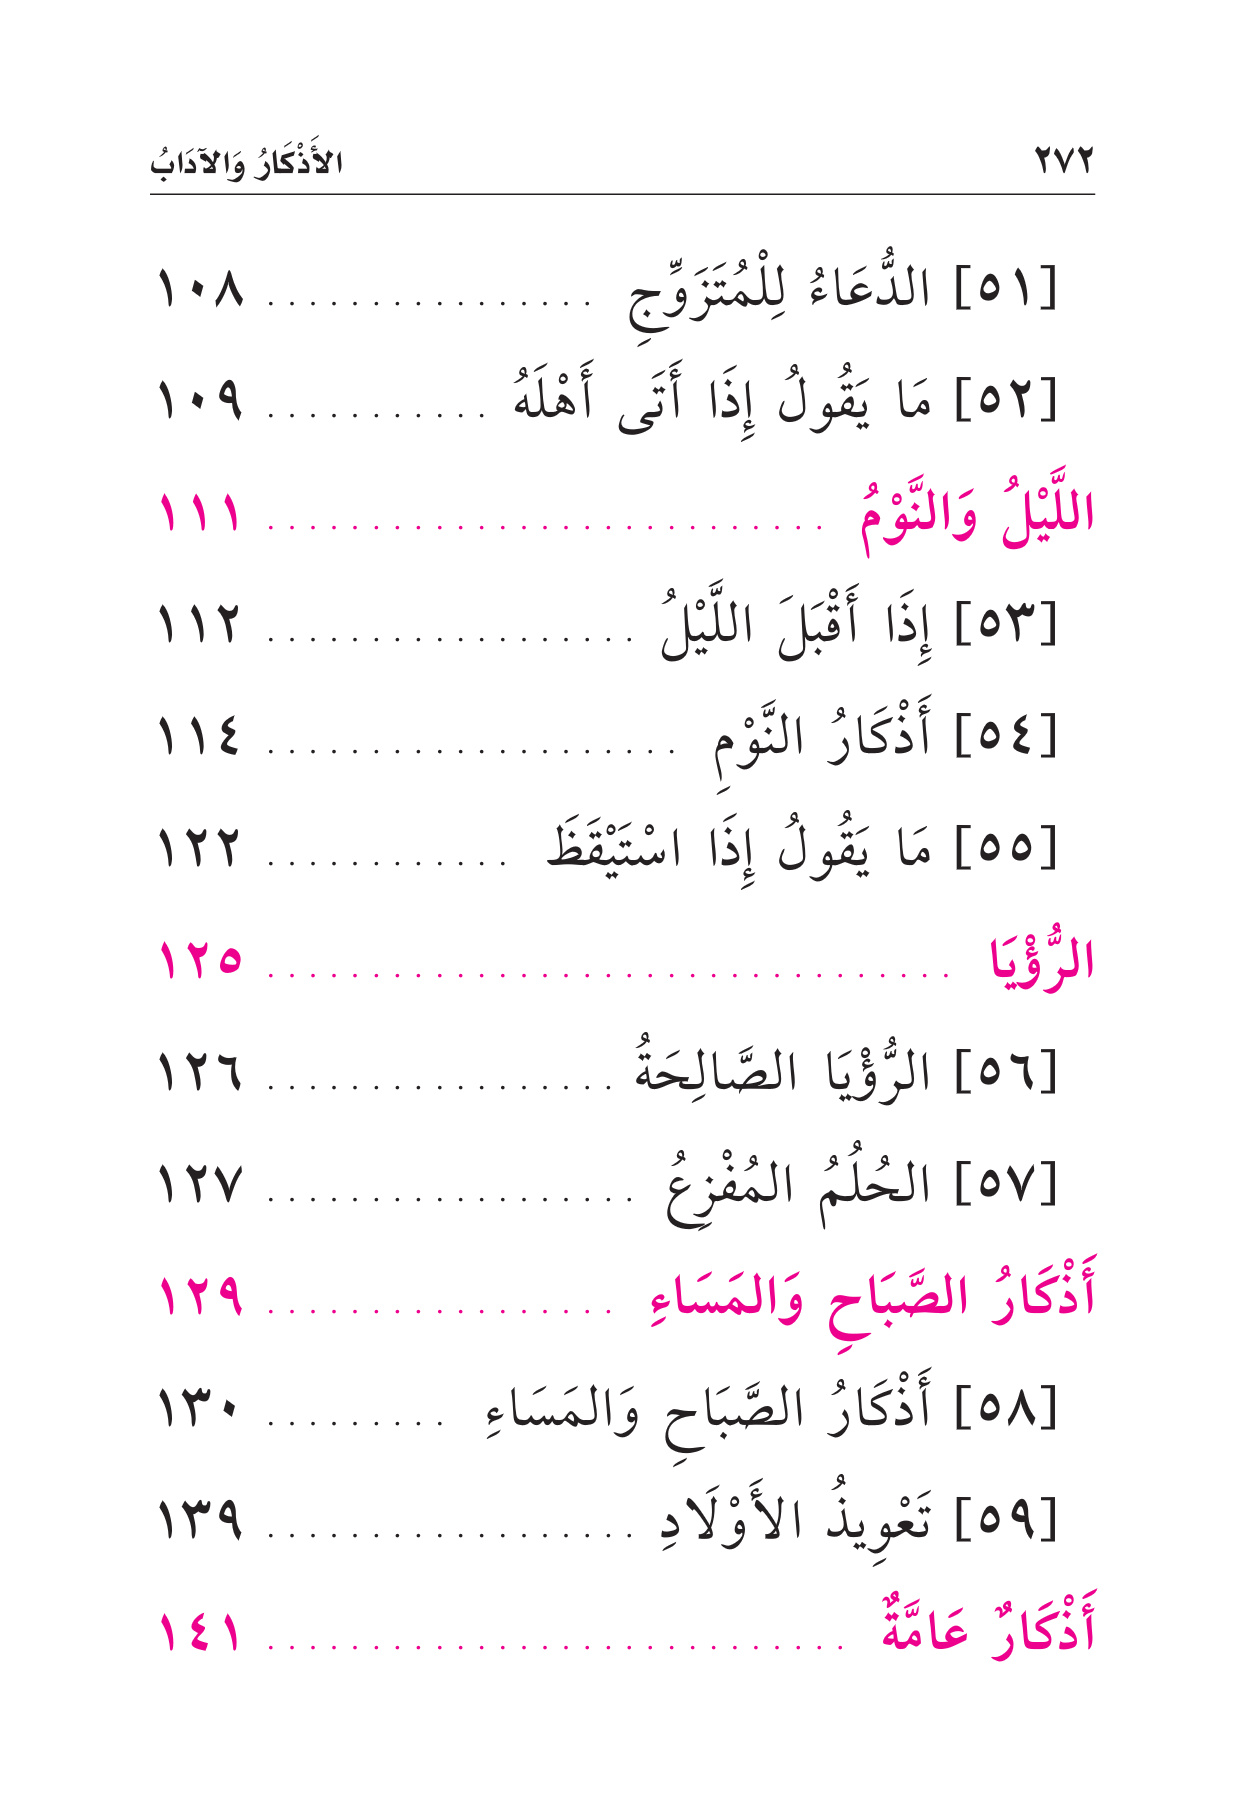 ٢٧٢ الأَذْكَارُ وَالآدَابُ
[٥١] الدُّعَاءُ لِلْمُتَزَوِّجِ . . . . . . . . . . . . . . . . ١٠٨
[٥٢] مَا يَقُولُ إِذَا أَتَى أَهْلَهُ . . . . . . . . . . . ١٠٩
اللَّيْلُ وَالنَّوْمُ . . . . . . . . . . . . . . . . . . . . . . . . . . . ١١١
[٥٣] إِذَا أَقْبَلَ اللَّيْلُ . . . . . . . . . . . . . . . . . . ١١٢
[٥٤] أَذْكَارُ النَّوْمِ . . . . . . . . . . . . . . . . . . . . ١١٤
[٥٥] مَا يَقُولُ إِذَا اسْتَيْقَظَ . . . . . . . . . . . . ١٢٢
الرُّؤْيَا . . . . . . . . . . . . . . . . . . . . . . . . . . . . . . . . . ١٢٥
[٥٦] الرُّؤْيَا الصَّالِحَةُ . . . . . . . . . . . . . . . . . ١٢٦
[٥٧] الحُلُمُ المُفْزِعُ . . . . . . . . . . . . . . . . . . ١٢٧
أَذْكَارُ الصَّبَاحِ وَالمَسَاءِ . . . . . . . . . . . . . . . . . ١٢٩
[٥٨] أَذْكَارُ الصَّبَاحِ وَالمَسَاءِ . . . . . . . . . ١٣٠
[٥٩] تَعْوِيذُ الأَوْلَادِ . . . . . . . . . . . . . . . . . . ١٣٩
أَذْكَارٌ عَامَّةٌ . . . . . . . . . . . . . . . . . . . . . . . . . . . . ١٤١